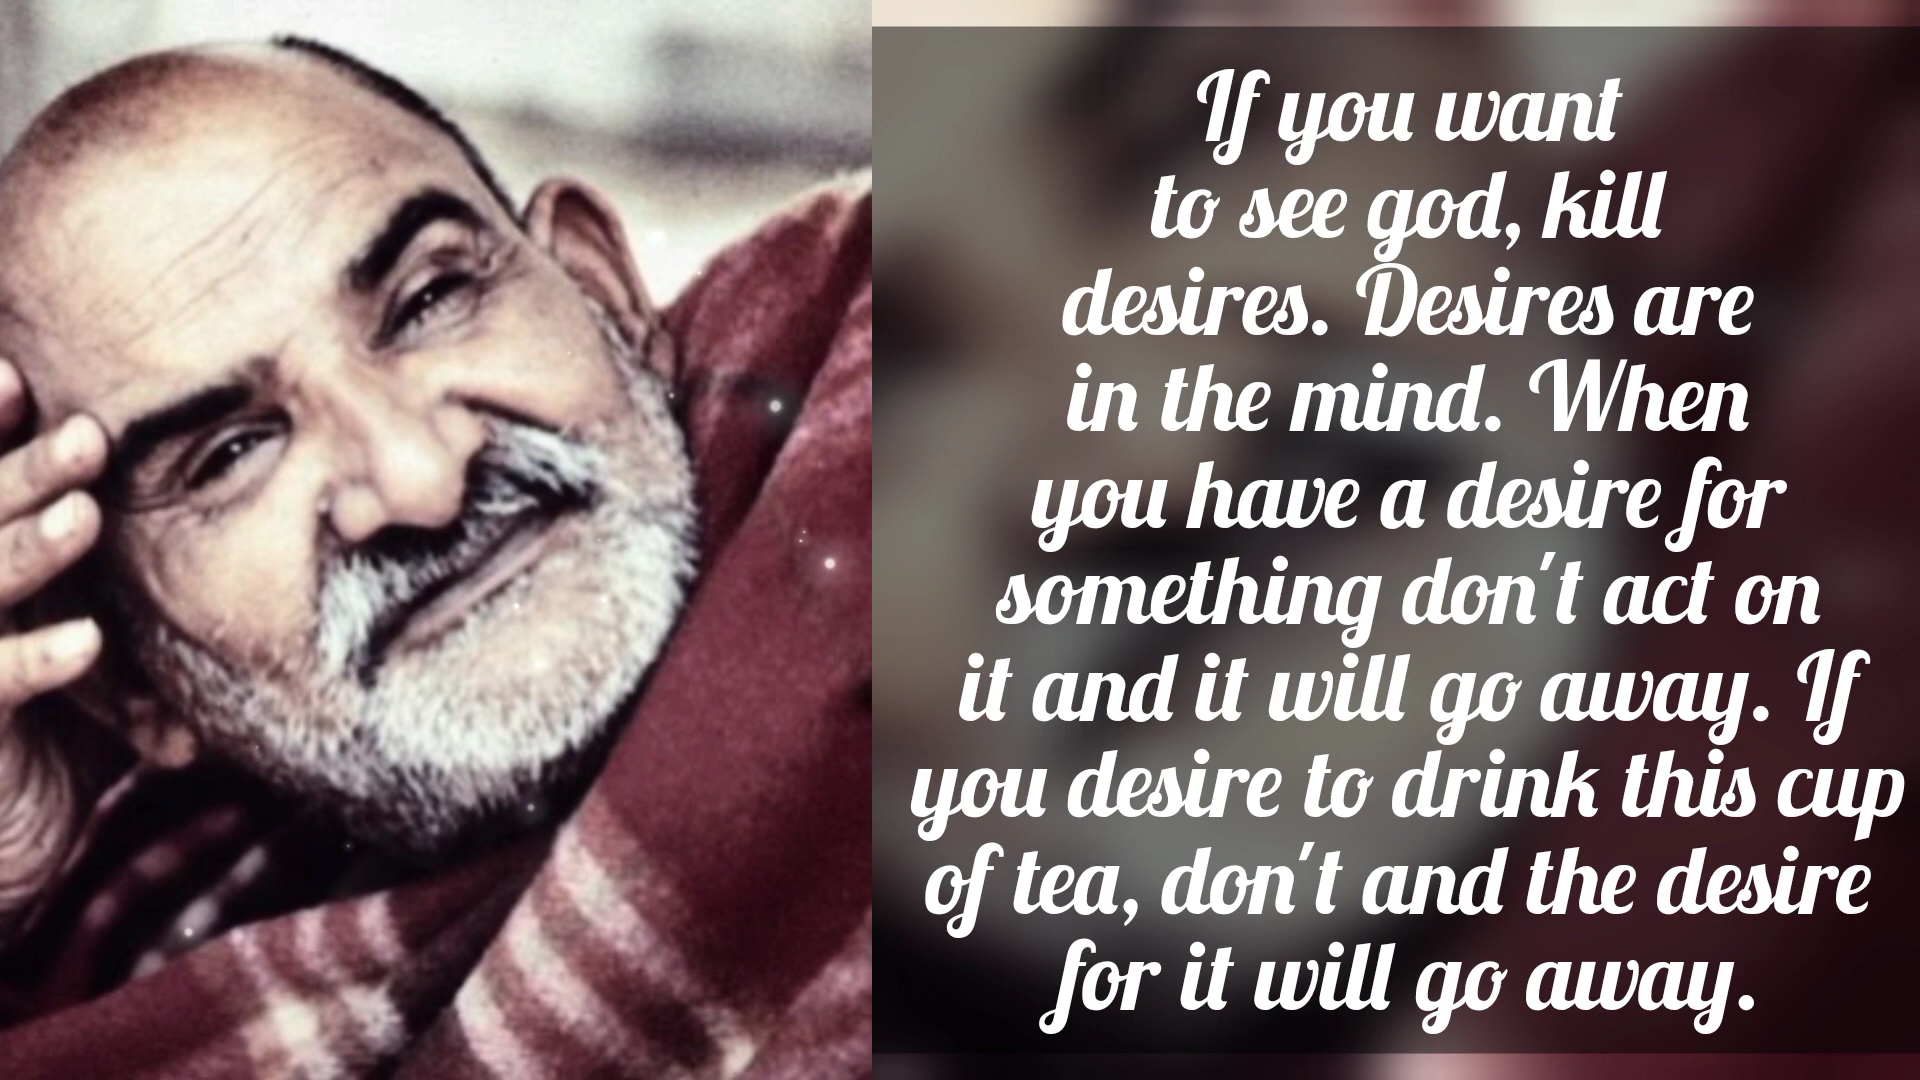 If you want
to see god, kill
desires. Desires are
in the mind. When
you have a desire for
something don't act on
it and it will go away. If
you desire to drink this cup
of tea, don't and the desire
for it will go away.